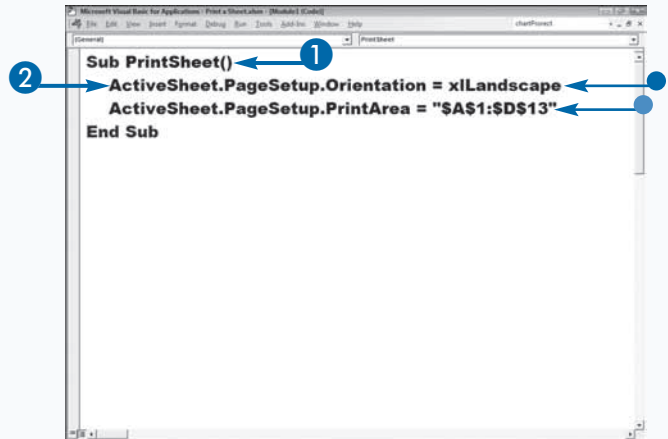 Microsoft Visual Basic for Applications - Print a Sheet.xlsm - [Module1 (Code)]
File Edit View Insert Format Debug Run Tools Add-Ins Window Help chartProect
(General) PrintSheet
Sub PrintSheet() 1
2 ActiveSheet.PageSetup.Orientation = xlLandscape
ActiveSheet.PageSetup.PrintArea = "$A$1:$D$13"
End Sub